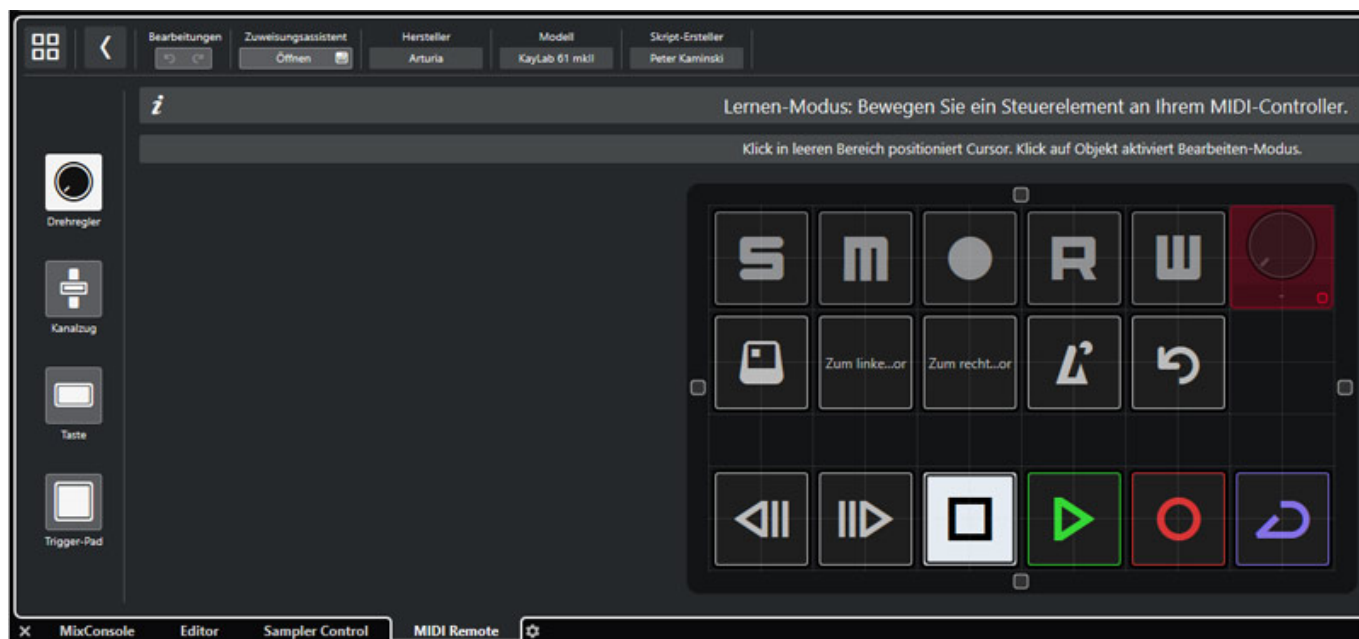 Bearbeitungen Zuweisungsassistent Hersteller Modell Skript-Ersteller
Öffnen Arturia KayLab 61 mkII Peter Kaminski
i Lernen-Modus: Bewegen Sie ein Steuerelement an Ihrem MIDI-Controller.
Klick in leeren Bereich positioniert Cursor. Klick auf Objekt aktiviert Bearbeiten-Modus.
Drehregler
S M R W
Kanalzug
Zum linke...or Zum recht...or
Taste
Trigger-Pad
MixConsole Editor Sampler Control MIDI Remote